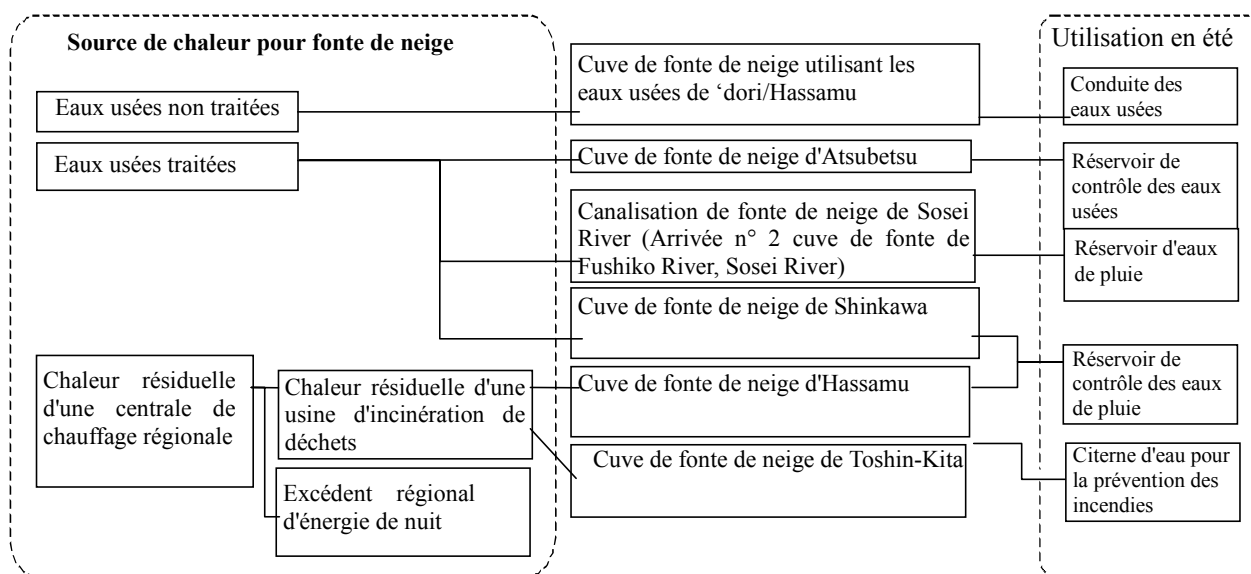 Source de chaleur pour fonte de neige
Eaux usées non traitées
Eaux usées traitées
Chaleur résiduelle
d'une centrale de
chauffage régionale
Chaleur résiduelle d'une
usine d'incinération de
déchets
Excédent régional
d'énergie de nuit
Cuve de fonte de neige utilisant les
eaux usées de ‘dori/Hassamu
Cuve de fonte de neige d'Atsubetsu
Canalisation de fonte de neige de Sosei
River (Arrivée n° 2 cuve de fonte de
Fushiko River, Sosei River)
Cuve de fonte de neige de Shinkawa
Cuve de fonte de neige d'Hassamu
Cuve de fonte de neige de Toshin-Kita
Utilisation en été
Conduite des
eaux usées
Réservoir de
contrôle des eaux
usées
Réservoir d'eaux
de pluie
Réservoir de
contrôle des eaux
de pluie
Citerne d'eau pour
la prévention des
incendies